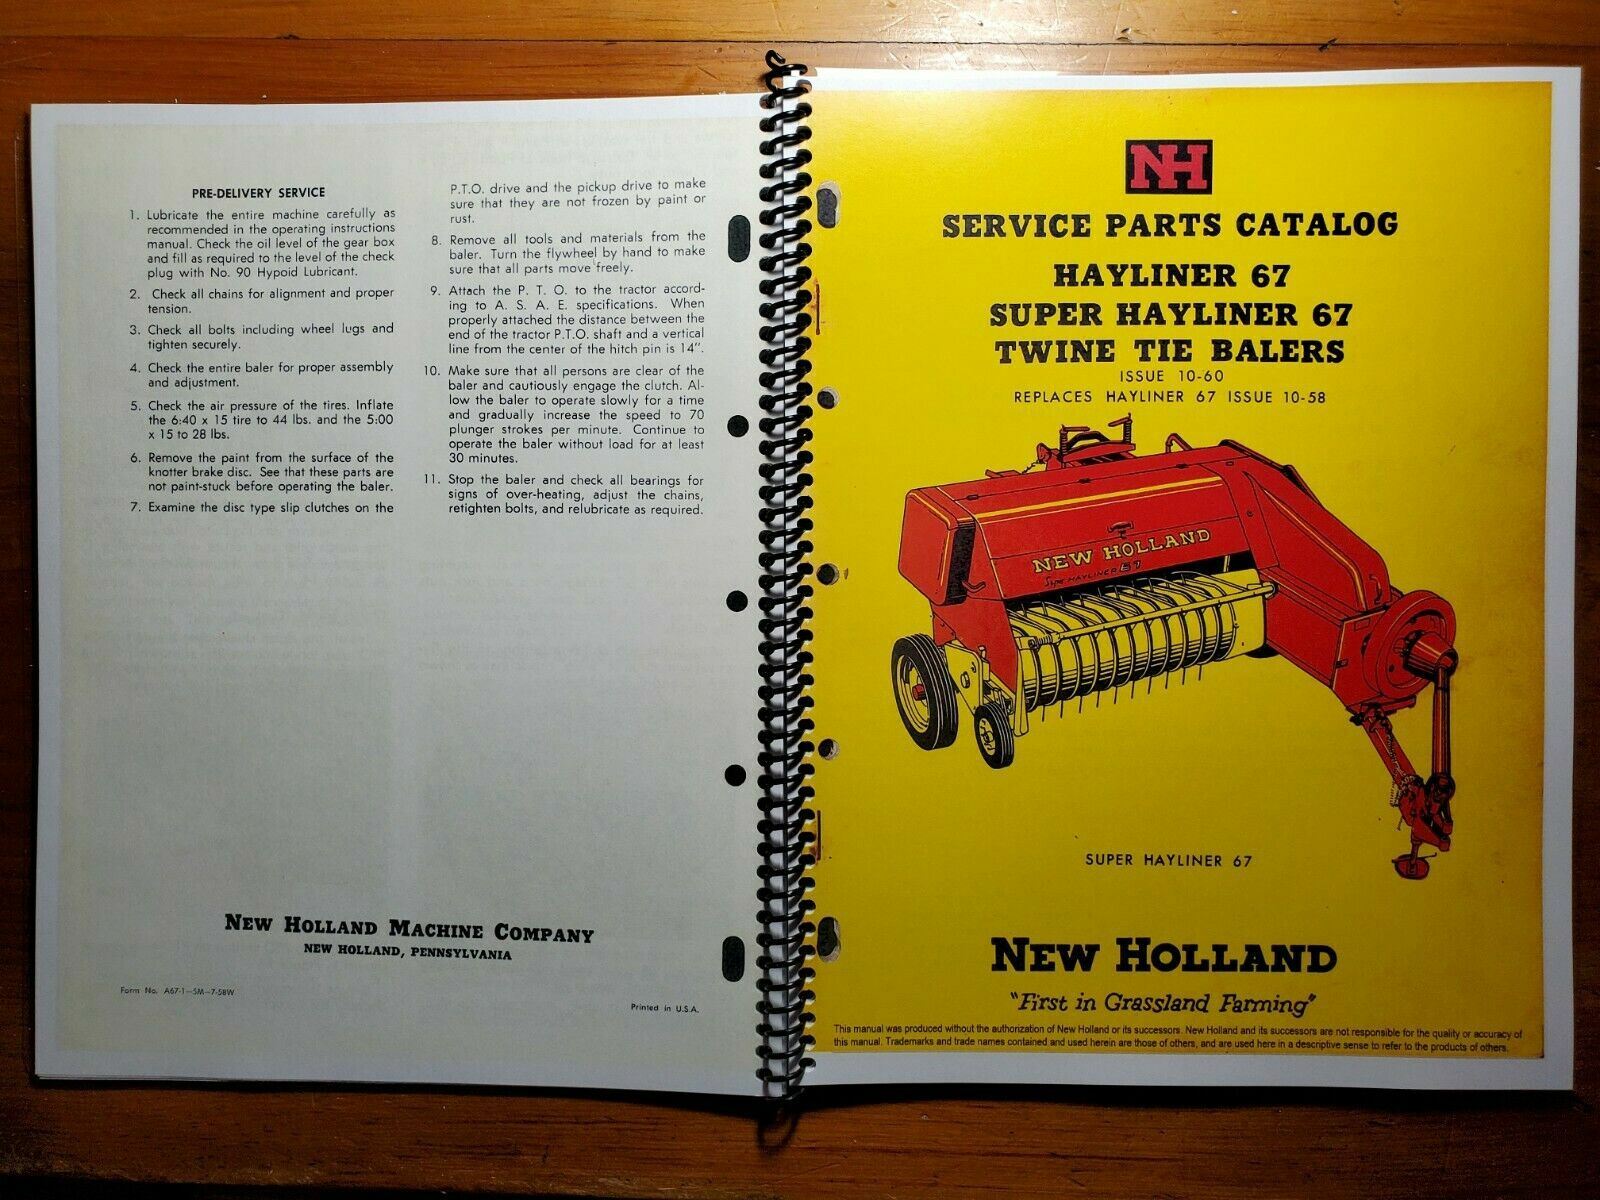 PRE-DELIVERY SERVICE
1. Lubricate the entire machine carefully as
recommended in the operating instructions
manual. Check the oil level of the gear box
and fill as required to the level of the check
plug with No. 90 Hypoid Lubricant.
2. Check all chains for alignment and proper
tension.
3. Check all bolts including wheel lugs and
tighten securely.
4. Check the entire baler for proper assembly
and adjustment.
5. Check the air pressure of the tires. Inflate
the 6:40 x 15 tire to 44 lbs. and the 5:00
x 15 to 28 lbs.
6. Remove the paint from the surface of the
knotter brake disc. See that these parts are
not paint-stuck before operating the baler.
7. Examine the disc type slip clutches on the
P.T.O. drive and the pickup drive to make
sure that they are not frozen by paint or
rust.
8. Remove all tools and materials from the
baler. Turn the flywheel by hand to make
sure that all parts move freely.
9. Attach the P. T. O. to the tractor accord-
ing to A. S. A. E. specifications. When
properly attached the distance between the
end of the tractor P.T.O. shaft and a vertical
line from the center of the hitch pin is 14".
10. Make sure that all persons are clear of the
baler and cautiously engage the clutch. Al-
low the baler to operate slowly for a time
and gradually increase the speed to 70
plunger strokes per minute. Continue to
operate the baler without load for at least
30 minutes.
11. Stop the baler and check all bearings for
signs of over-heating, adjust the chains,
retighten bolts, and relubricate as required.
NEW HOLLAND MACHINE COMPANY
NEW HOLLAND, PENNSYLVANIA
Form No. A67-1—5M—7-58W
Printed in U.S.A.
NH
SERVICE PARTS CATALOG
HAYLINER 67
SUPER HAYLINER 67
TWINE TIE BALERS
ISSUE 10-60
REPLACES HAYLINER 67 ISSUE 10-58
NEW HOLLAND
Super HAYLINER 67
SUPER HAYLINER 67
NEW HOLLAND
"First in Grassland Farming"
This manual was produced without the authorization of New Holland or its successors. New Holland and its successors are not responsible for the quality or accuracy of
this manual. Trademarks and trade names contained and used herein are those of others, and are used here in a descriptive sense to refer to the products of others.